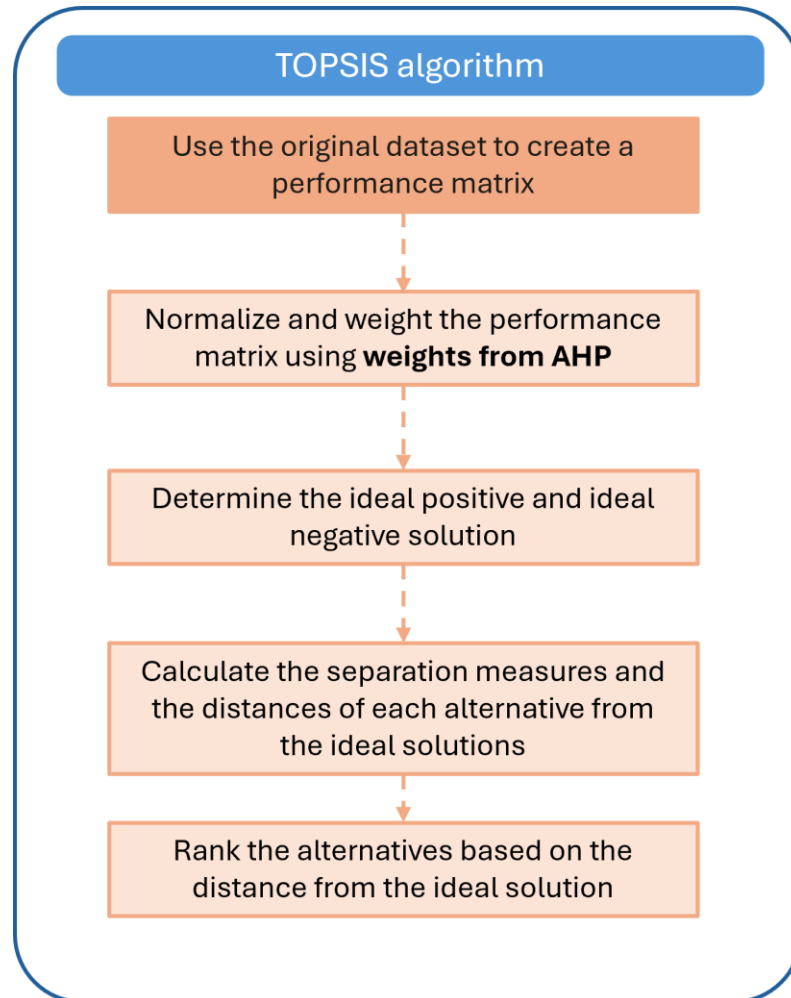 TOPSIS algorithm
Use the original dataset to create a
performance matrix
Normalize and weight the performance
matrix using weights from AHP
Determine the ideal positive and ideal
negative solution
Calculate the separation measures and
the distances of each alternative from
the ideal solutions
Rank the alternatives based on the
distance from the ideal solution